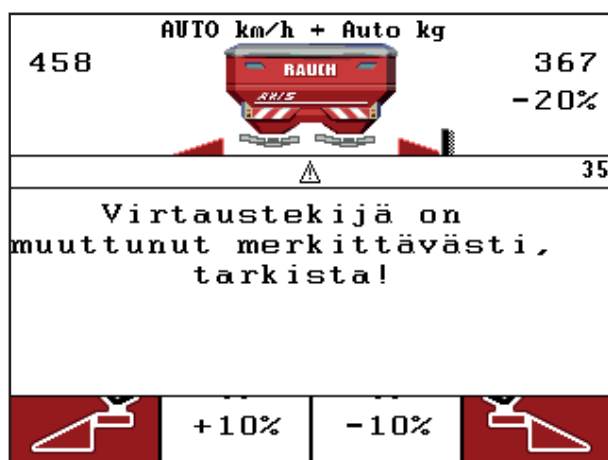 AUTO km/h + Auto kg
458
367
RAUCH
-20%
AXIS
35
Virtaustekijä on
muuttunut merkittävästi,
tarkista!
+10%
-10%